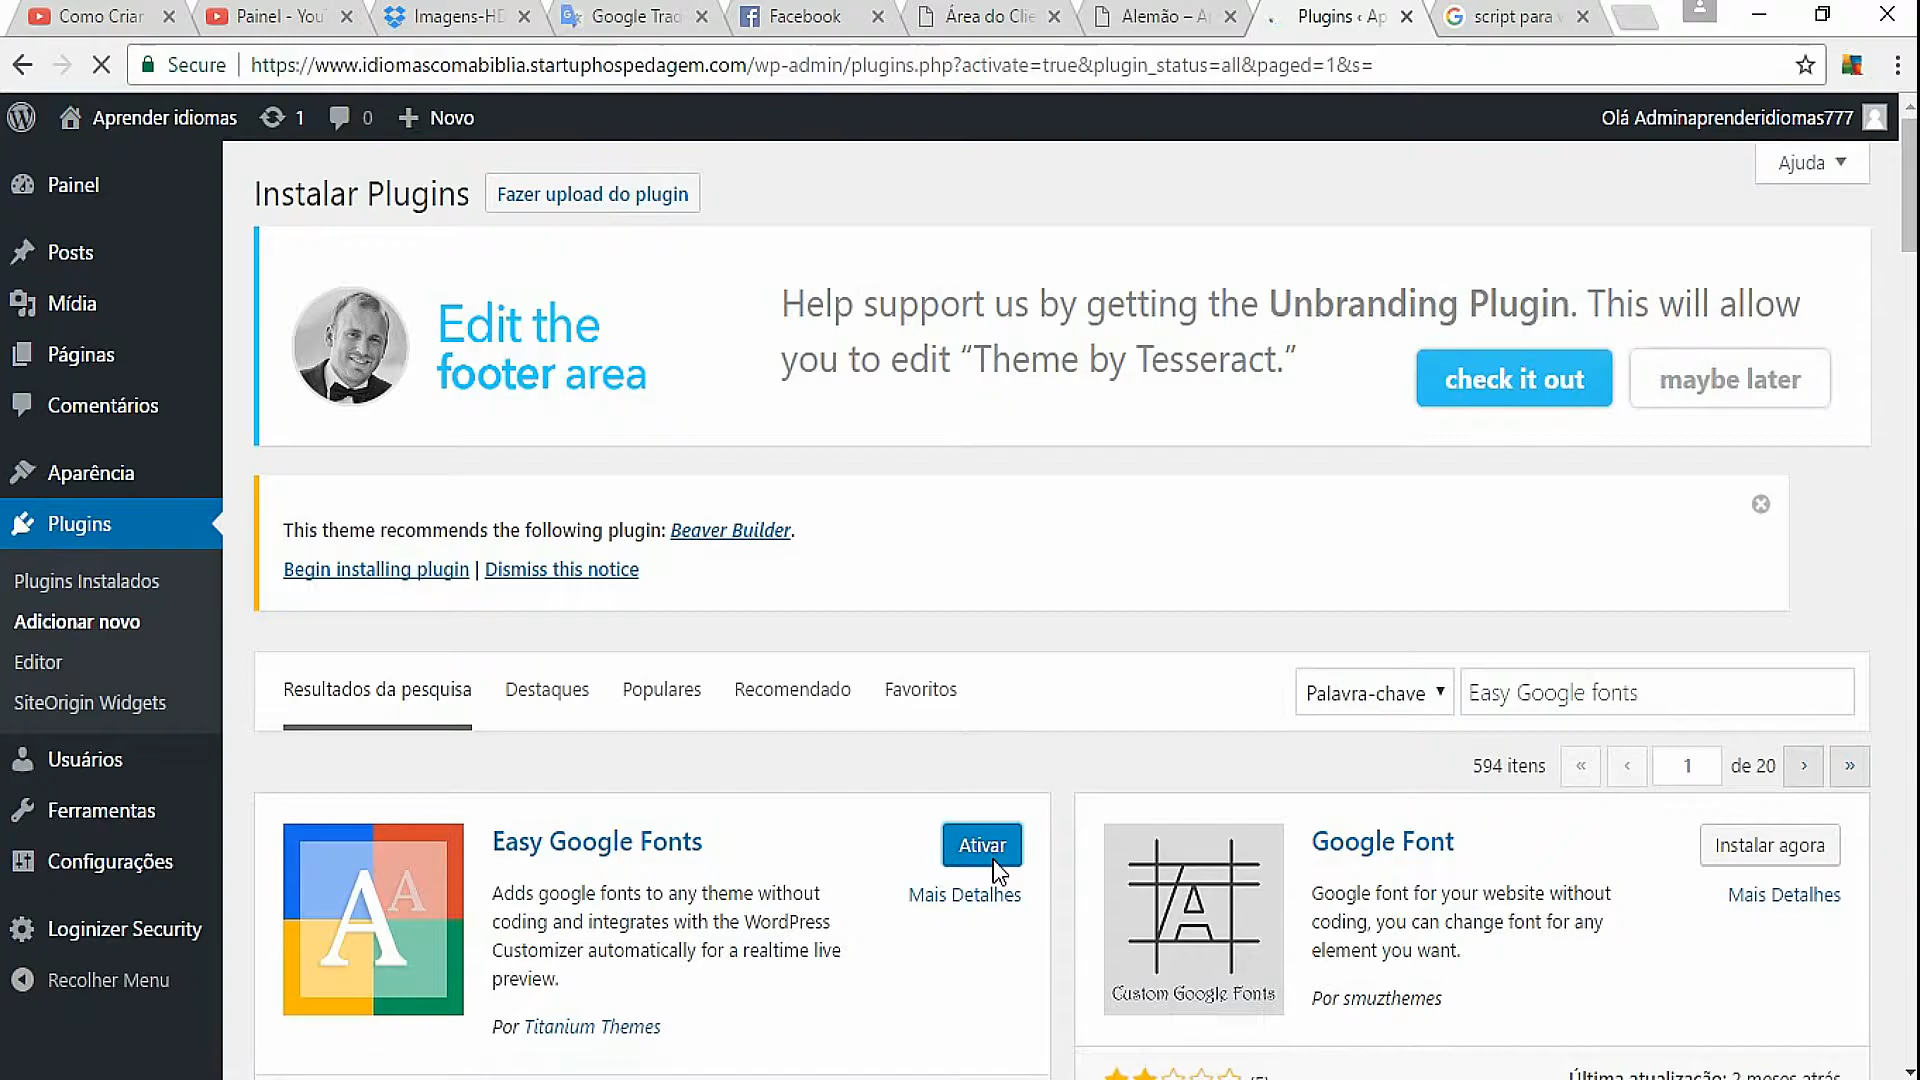 Como Criar
Painel - You
Imagens-HD
Google Trad
Facebook
Área do Clie
Alemão – A
Plugins ‹ Ap
script para
Secure
https://www.idiomascomabiblia.startuphospedagem.com/wp-admin/plugins.php?activate=true&plugin_status=all&paged=1&s=
Aprender idiomas
1
0
Novo
Olá Adminaprenderidiomas777
Ajuda
Painel
Posts
Mídia
Páginas
Comentários
Aparência
Plugins
Plugins Instalados
Adicionar novo
Editor
SiteOrigin Widgets
Usuários
Ferramentas
Configurações
Loginizer Security
Recolher Menu
Instalar Plugins
Fazer upload do plugin
Edit the
footer area
Help support us by getting the Unbranding Plugin. This will allow
you to edit “Theme by Tesseract.”
check it out
maybe later
This theme recommends the following plugin: Beaver Builder.
Begin installing plugin | Dismiss this notice
Resultados da pesquisa
Destaques
Populares
Recomendado
Favoritos
Palavra-chave
Easy Google fonts
594 itens
«
‹
1
de 20
›
»
A
A
Easy Google Fonts
Ativar
Mais Detalhes
Adds google fonts to any theme without
coding and integrates with the WordPress
Customizer automatically for a realtime live
preview.
Por Titanium Themes
A
Custom Google Fonts
Google Font
Instalar agora
Mais Detalhes
Google font for your website without
coding, you can change font for any
element you want.
Por smuzthemes
(5)
Última atualização: 2 meses atrás